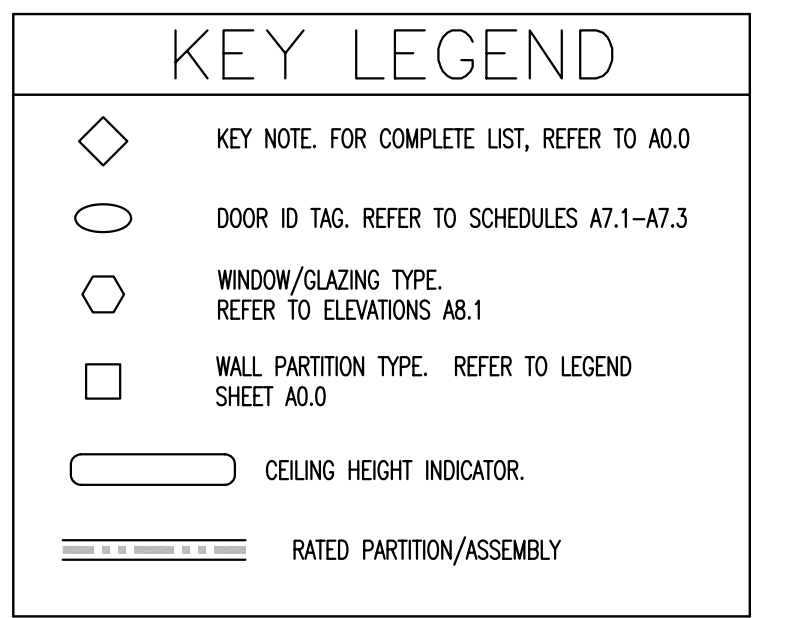 KEY LEGEND
KEY NOTE. FOR COMPLETE LIST, REFER TO A0.0
DOOR ID TAG. REFER TO SCHEDULES A7.1-A7.3
WINDOW/GLAZING TYPE.
REFER TO ELEVATIONS A8.1
WALL PARTITION TYPE. REFER TO LEGEND
SHEET A0.0
CEILING HEIGHT INDICATOR.
RATED PARTITION/ASSEMBLY